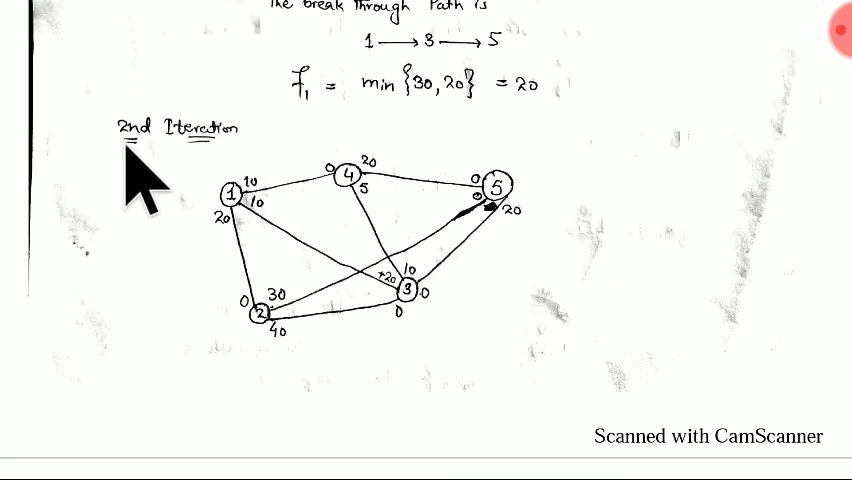 the break through Path is
1 → 3 → 5
F₁ = min {30, 20} = 20
2nd Iteration
0 20
1 10 4 0 5
10 5 0 20
20
+20 10
0 30 3 0
2 0
40
Scanned with CamScanner